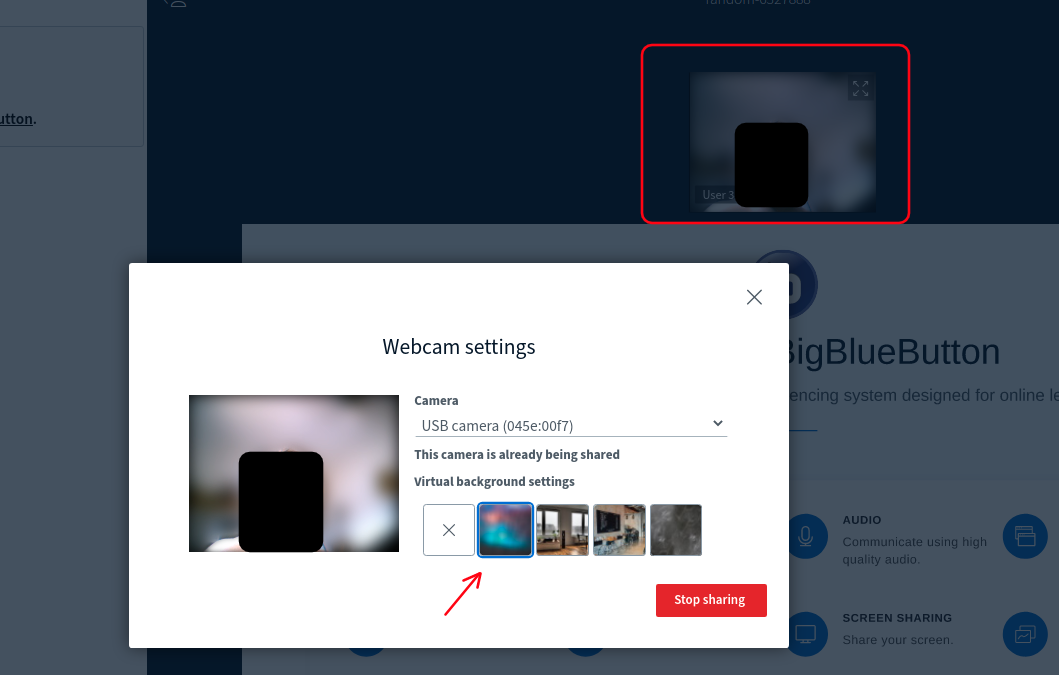 utton.
User 3
BigBlueButton
encing system designed for online le
Webcam settings
Camera
USB camera (045e:00f7)
This camera is already being shared
Virtual background settings
Stop sharing
AUDIO
Communicate using high
quality audio.
SCREEN SHARING
Share your screen.